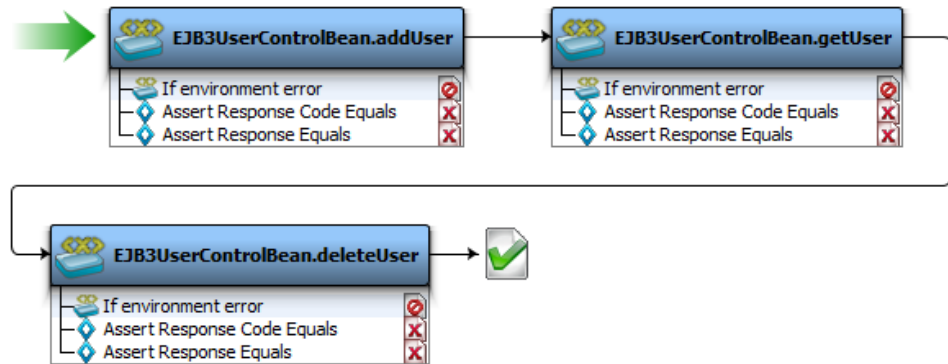 EJB3UserControlBean.addUser
If environment error
Assert Response Code Equals
Assert Response Equals
EJB3UserControlBean.getUser
If environment error
Assert Response Code Equals
Assert Response Equals
EJB3UserControlBean.deleteUser
If environment error
Assert Response Code Equals
Assert Response Equals